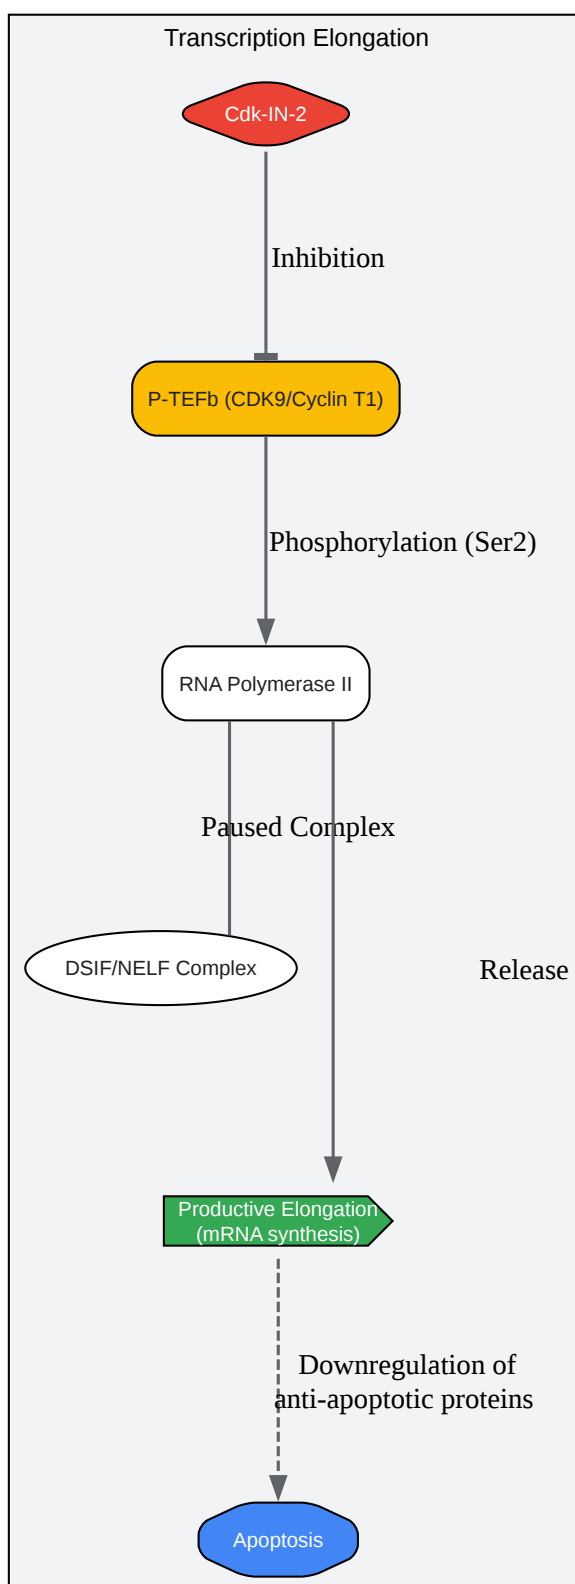 Transcription Elongation
Cdk-IN-2
Inhibition
P-TEFb (CDK9/Cyclin T1)
Phosphorylation (Ser2)
RNA Polymerase II
Paused Complex
DSIF/NELF Complex
Release
Productive Elongation
(mRNA synthesis)
Downregulation of
anti-apoptotic proteins
Apoptosis